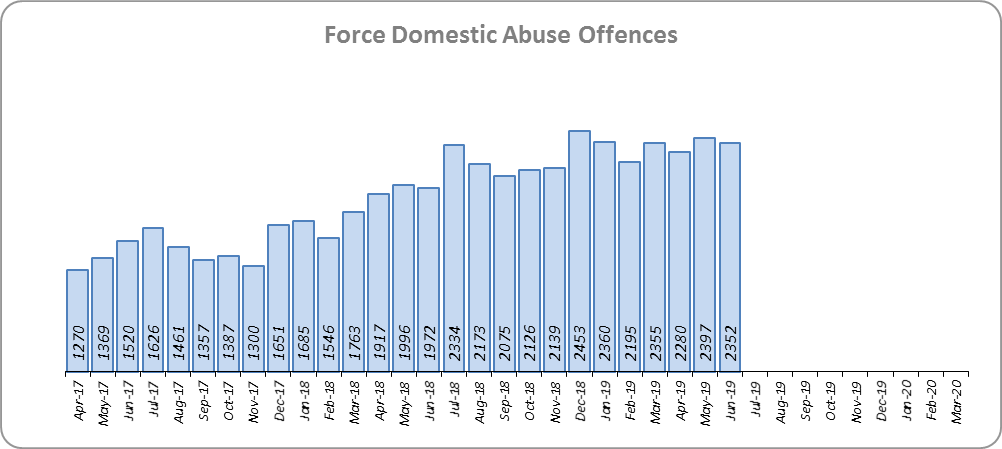 Force Domestic Abuse Offences
1270 1369 1520 1626 1461 1357 1387 1300 1651 1685 1546 1763 1917 1996 1972 2334 2173 2075 2126 2139 2453 2360 2195 2355 2280 2397 2352
Apr-17 May-17 Jun-17 Jul-17 Aug-17 Sep-17 Oct-17 Nov-17 Dec-17 Jan-18 Feb-18 Mar-18 Apr-18 May-18 Jun-18 Jul-18 Aug-18 Sep-18 Oct-18 Nov-18 Dec-18 Jan-19 Feb-19 Mar-19 Apr-19 May-19 Jun-19 Jul-19 Aug-19 Sep-19 Oct-19 Nov-19 Dec-19 Jan-20 Feb-20 Mar-20